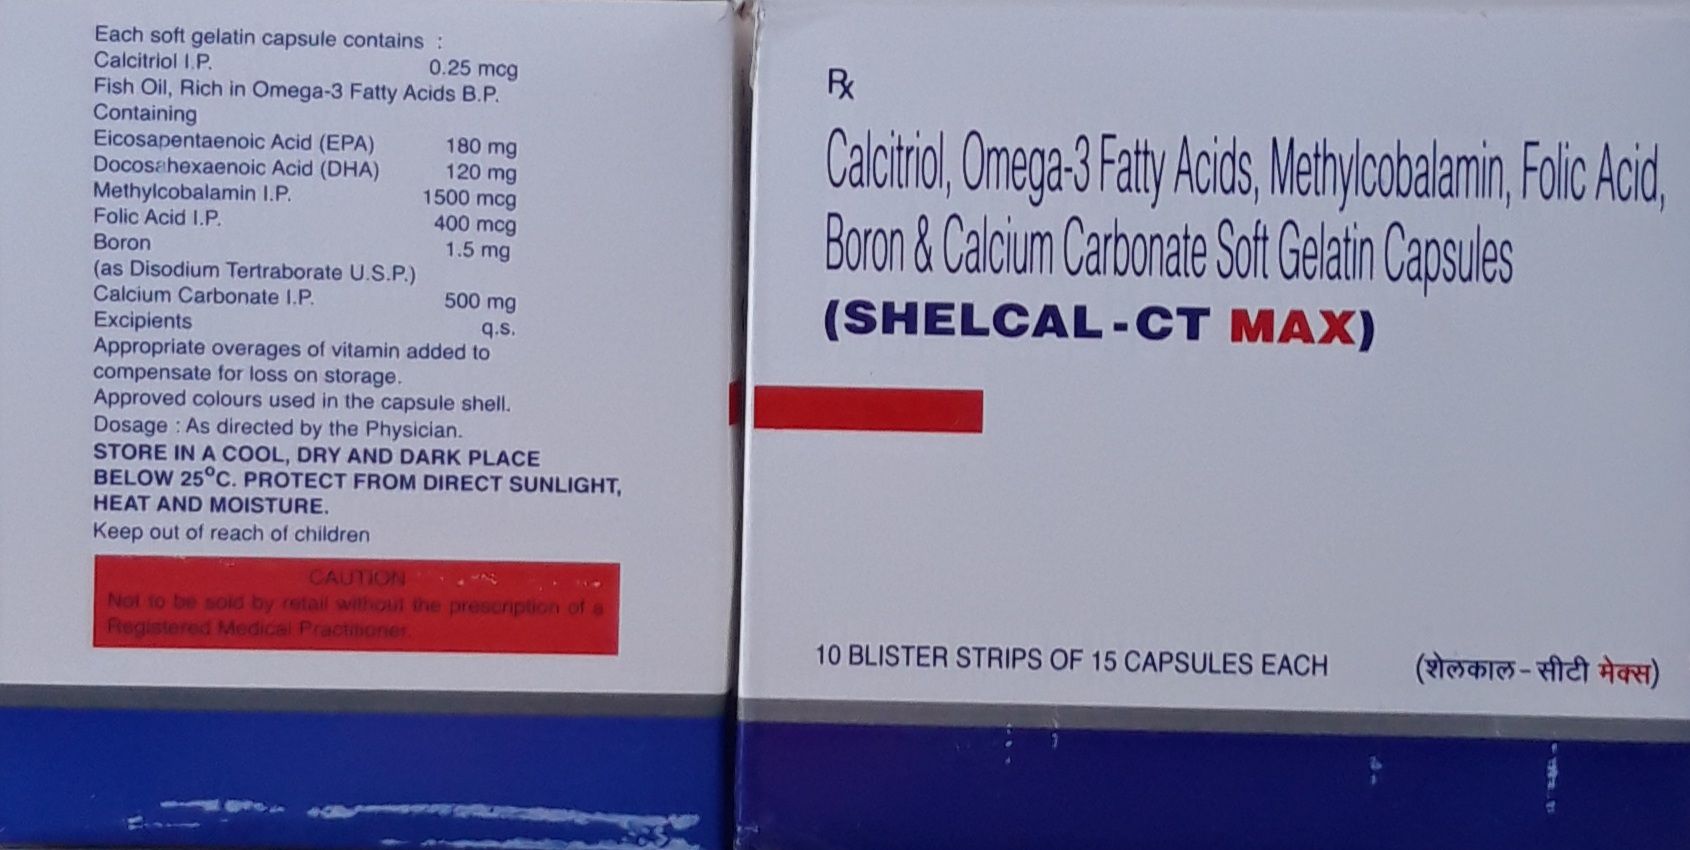 Each soft gelatin capsule contains :
Calcitriol I.P. 0.25 mcg
Fish Oil, Rich in Omega-3 Fatty Acids B.P.
Containing
Eicosapentaenoic Acid (EPA) 180 mg
Docosahexaenoic Acid (DHA) 120 mg
Methylcobalamin I.P. 1500 mcg
Folic Acid I.P. 400 mcg
Boron 1.5 mg
(as Disodium Tertraborate U.S.P.)
Calcium Carbonate I.P. 500 mg
Excipients q.s.
Appropriate overages of vitamin added to
compensate for loss on storage.
Approved colours used in the capsule shell.
Dosage : As directed by the Physician.
STORE IN A COOL, DRY AND DARK PLACE
BELOW 25°C. PROTECT FROM DIRECT SUNLIGHT,
HEAT AND MOISTURE.
Keep out of reach of children
CAUTION
Not to be sold by retail without the prescription of a
Registered Medical Practitioner.
Rx
Calcitriol, Omega-3 Fatty Acids, Methylcobalamin, Folic Acid,
Boron & Calcium Carbonate Soft Gelatin Capsules
(SHELCAL-CT MAX)
10 BLISTER STRIPS OF 15 CAPSULES EACH (शेलकाल-सीटी मेक्स)